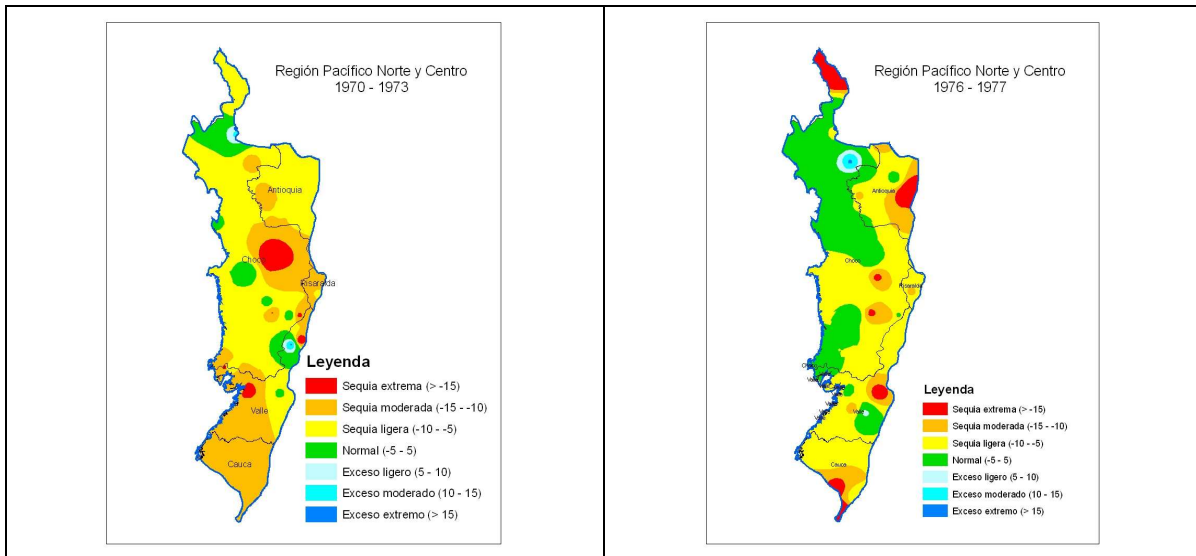 Región Pacífico Norte y Centro
1970 - 1973
Antioquia
Choco
Risaralda
Valle
Cauca
Leyenda
Sequia extrema (> -15)
Sequia moderada (-15 - -10)
Sequia ligera (-10 - -5)
Normal (-5 - 5)
Exceso ligero (5 - 10)
Exceso moderado (10 - 15)
Exceso extremo (> 15)
Región Pacífico Norte y Centro
1976 - 1977
Antioquia
Choco
Risaralda
Valle
Cauca
Leyenda
Sequia extrema (> -15)
Sequia moderada (-15 - -10)
Sequia ligera (-10 - -5)
Normal (-5 - 5)
Exceso ligero (5 - 10)
Exceso moderado (10 - 15)
Exceso extremo (> 15)